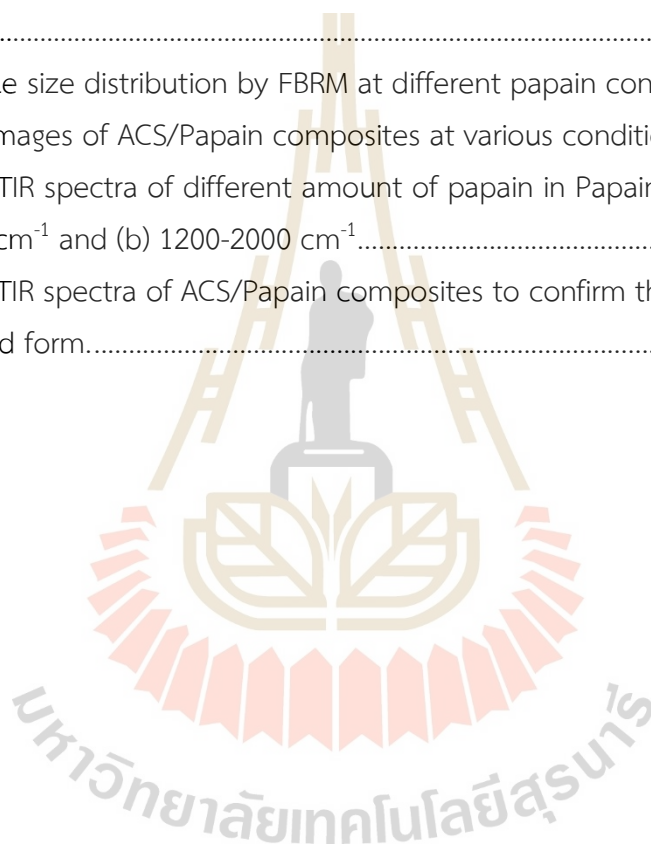 ................................................................................
e size distribution by FBRM at different papain con
mages of ACS/Papain composites at various conditi
TIR spectra of different amount of papain in Papain
cm⁻¹ and (b) 1200-2000 cm⁻¹................................................
TIR spectra of ACS/Papain composites to confirm th
d form................................................................................
มหาวิทยาลัยเทคโนโลยีสุรนารี